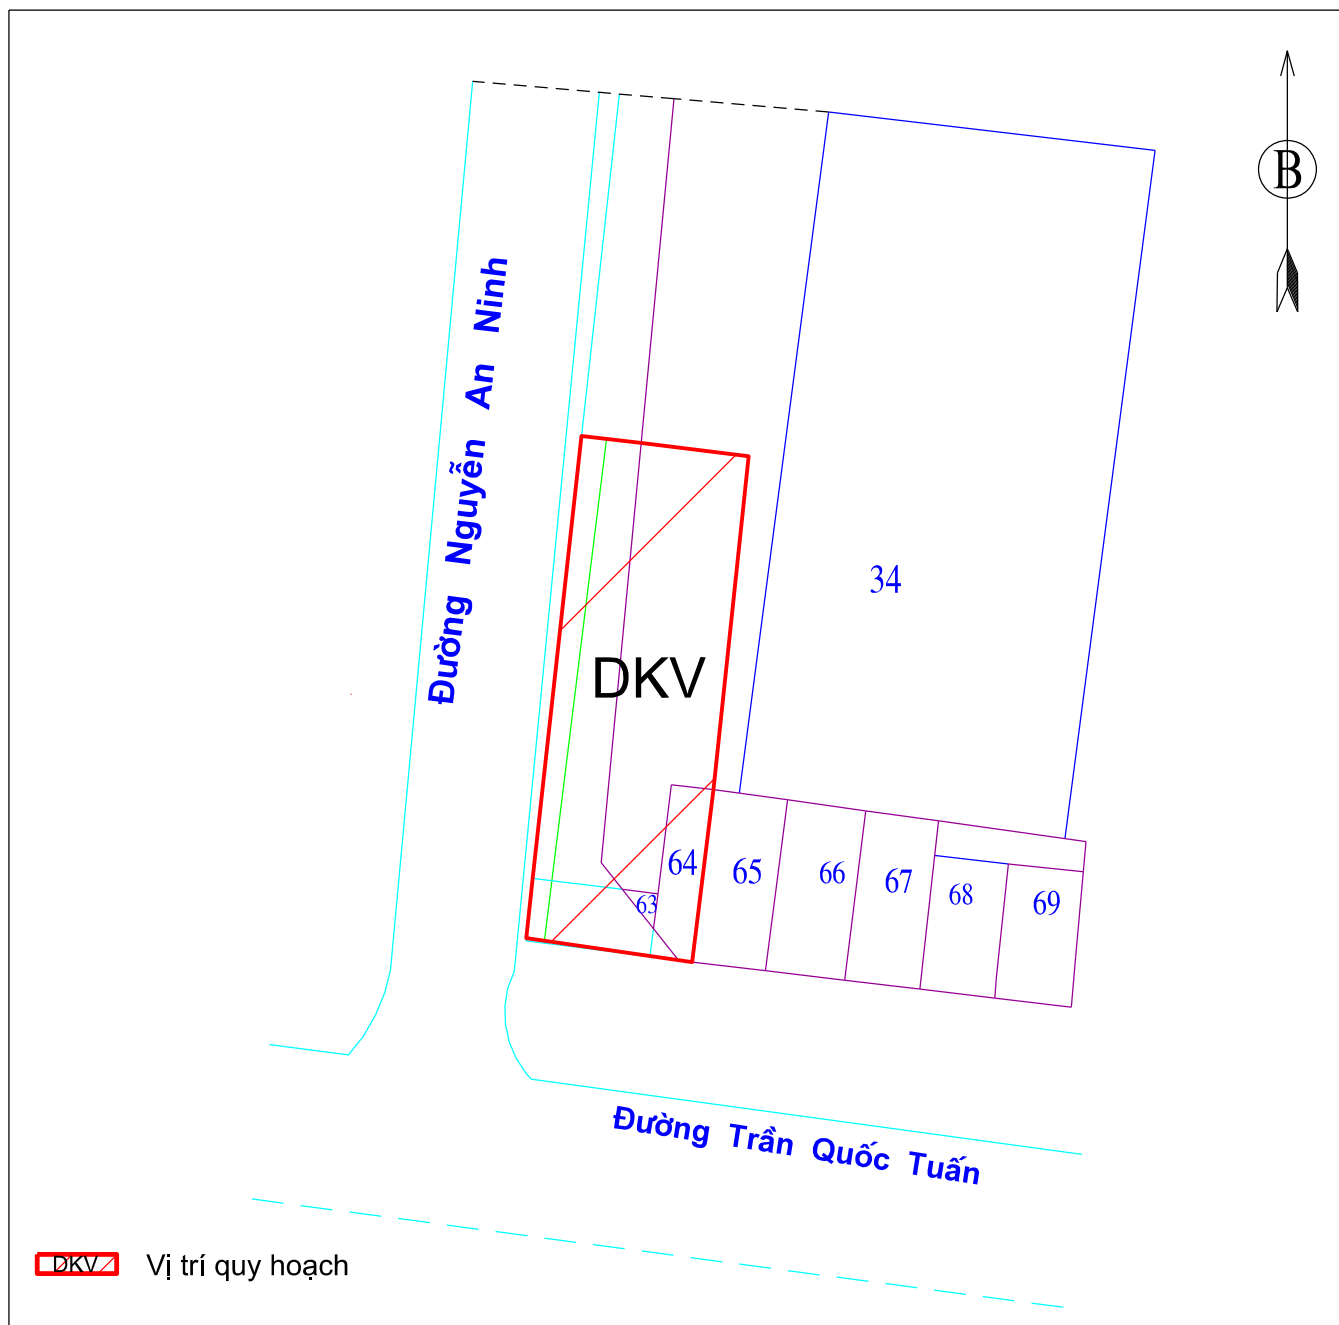 B
Đường Nguyễn An Ninh
34
DKV
64
65
66
67
68
69
63
Đường Trần Quốc Tuấn
DKV
Vị trí quy hoạch